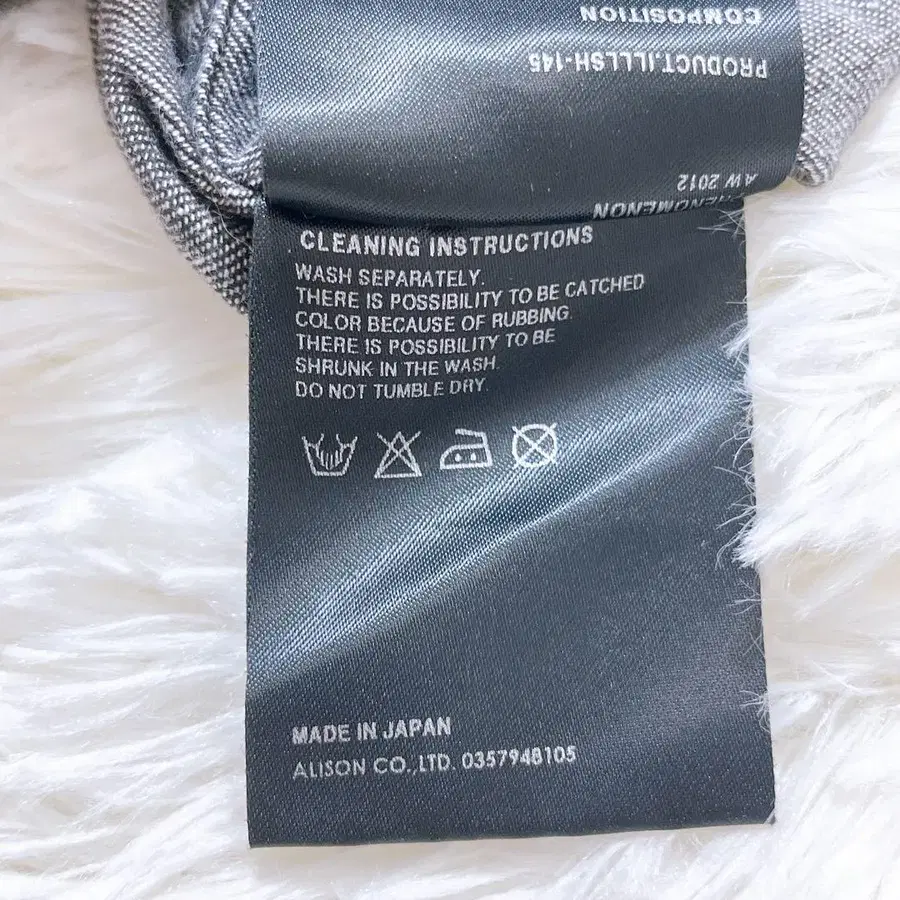 COMPOSITION
PRODUCT.ILLLSH-145
AW 2012
PHENOMENON
CLEANING INSTRUCTIONS
WASH SEPARATELY.
THERE IS POSSIBILITY TO BE CATCHED
COLOR BECAUSE OF RUBBING.
THERE IS POSSIBILITY TO BE
SHRUNK IN THE WASH.
DO NOT TUMBLE DRY.
MADE IN JAPAN
ALISON CO.,LTD. 0357948105